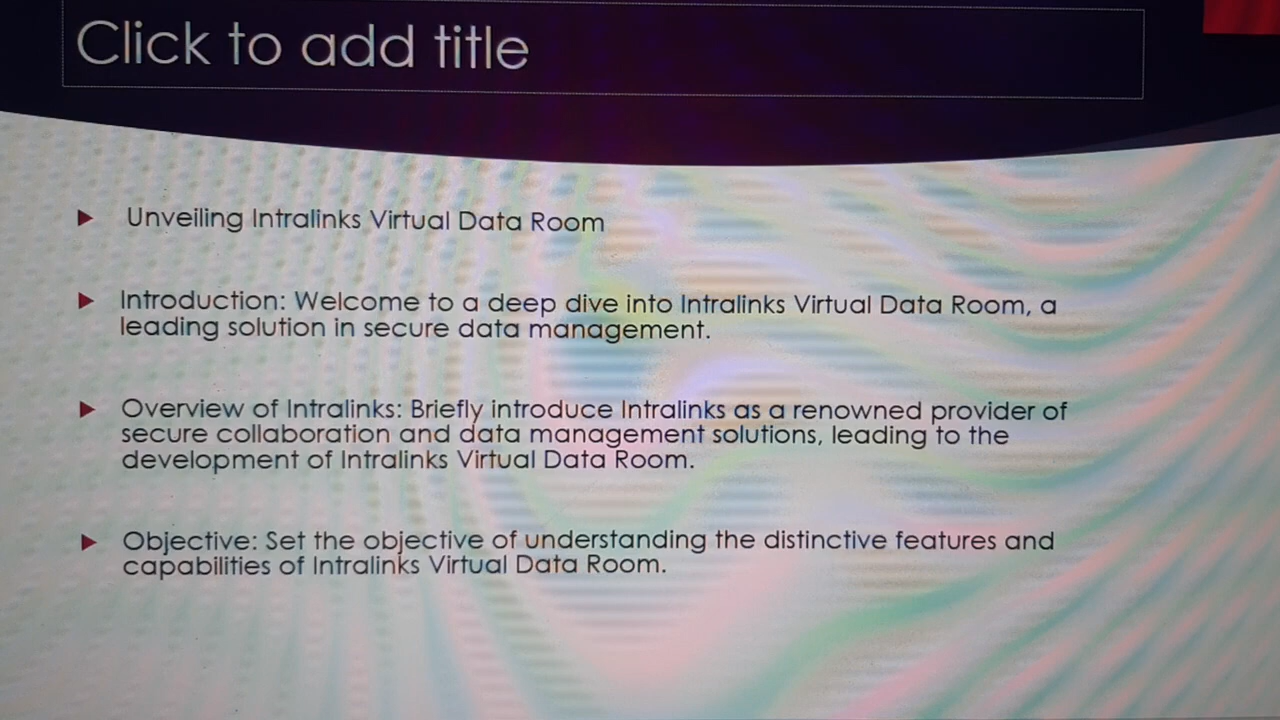 Click to add title
Unveiling Intralinks Virtual Data Room
Introduction: Welcome to a deep dive into Intralinks Virtual Data Room, a
leading solution in secure data management.
Overview of Intralinks: Briefly introduce Intralinks as a renowned provider of
secure collaboration and data management solutions, leading to the
development of Intralinks Virtual Data Room.
Objective: Set the objective of understanding the distinctive features and
capabilities of Intralinks Virtual Data Room.